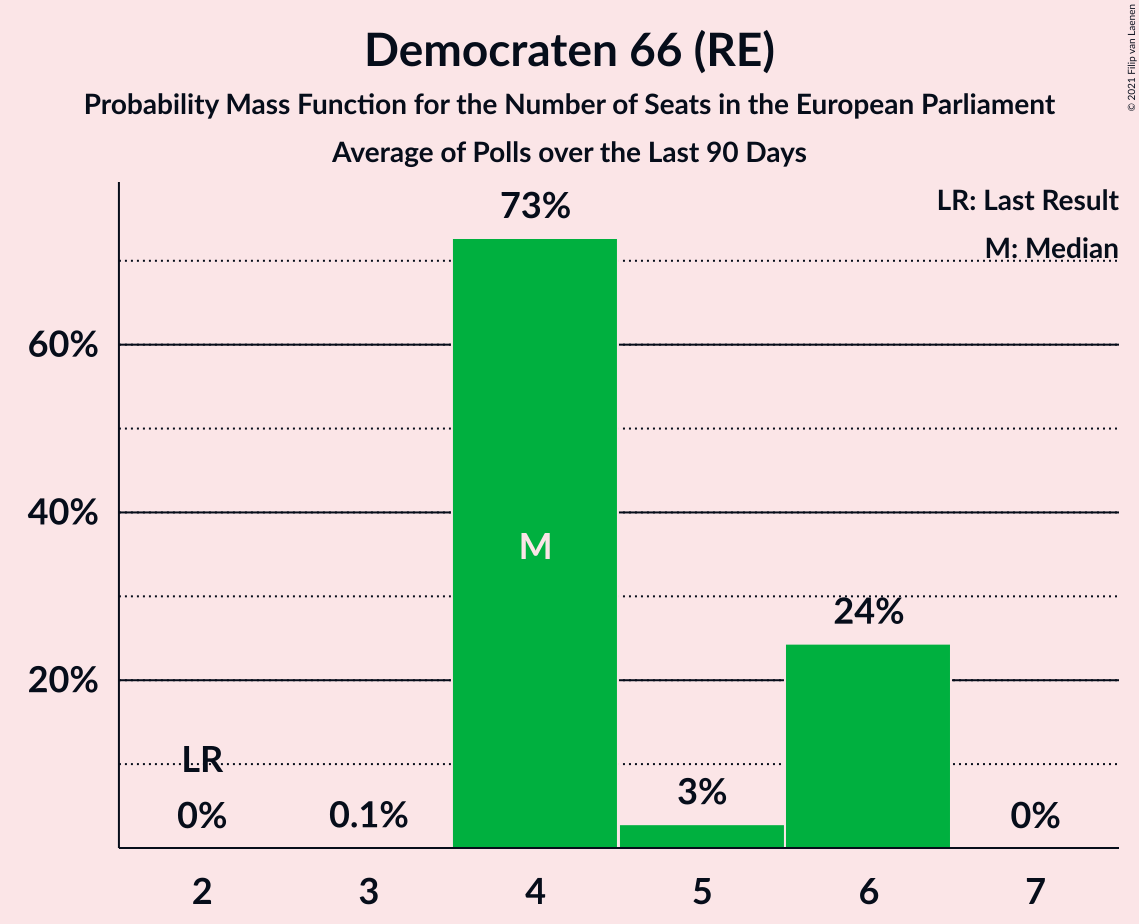 Democraten 66 (RE)
Probability Mass Function for the Number of Seats in the European Parliament
Average of Polls over the Last 90 Days
© 2021 Filip van Laenen
LR: Last Result
M: Median
73%
60%
40%
M
24%
20%
LR
3%
0%
0.1%
0%
2 3 4 5 6 7